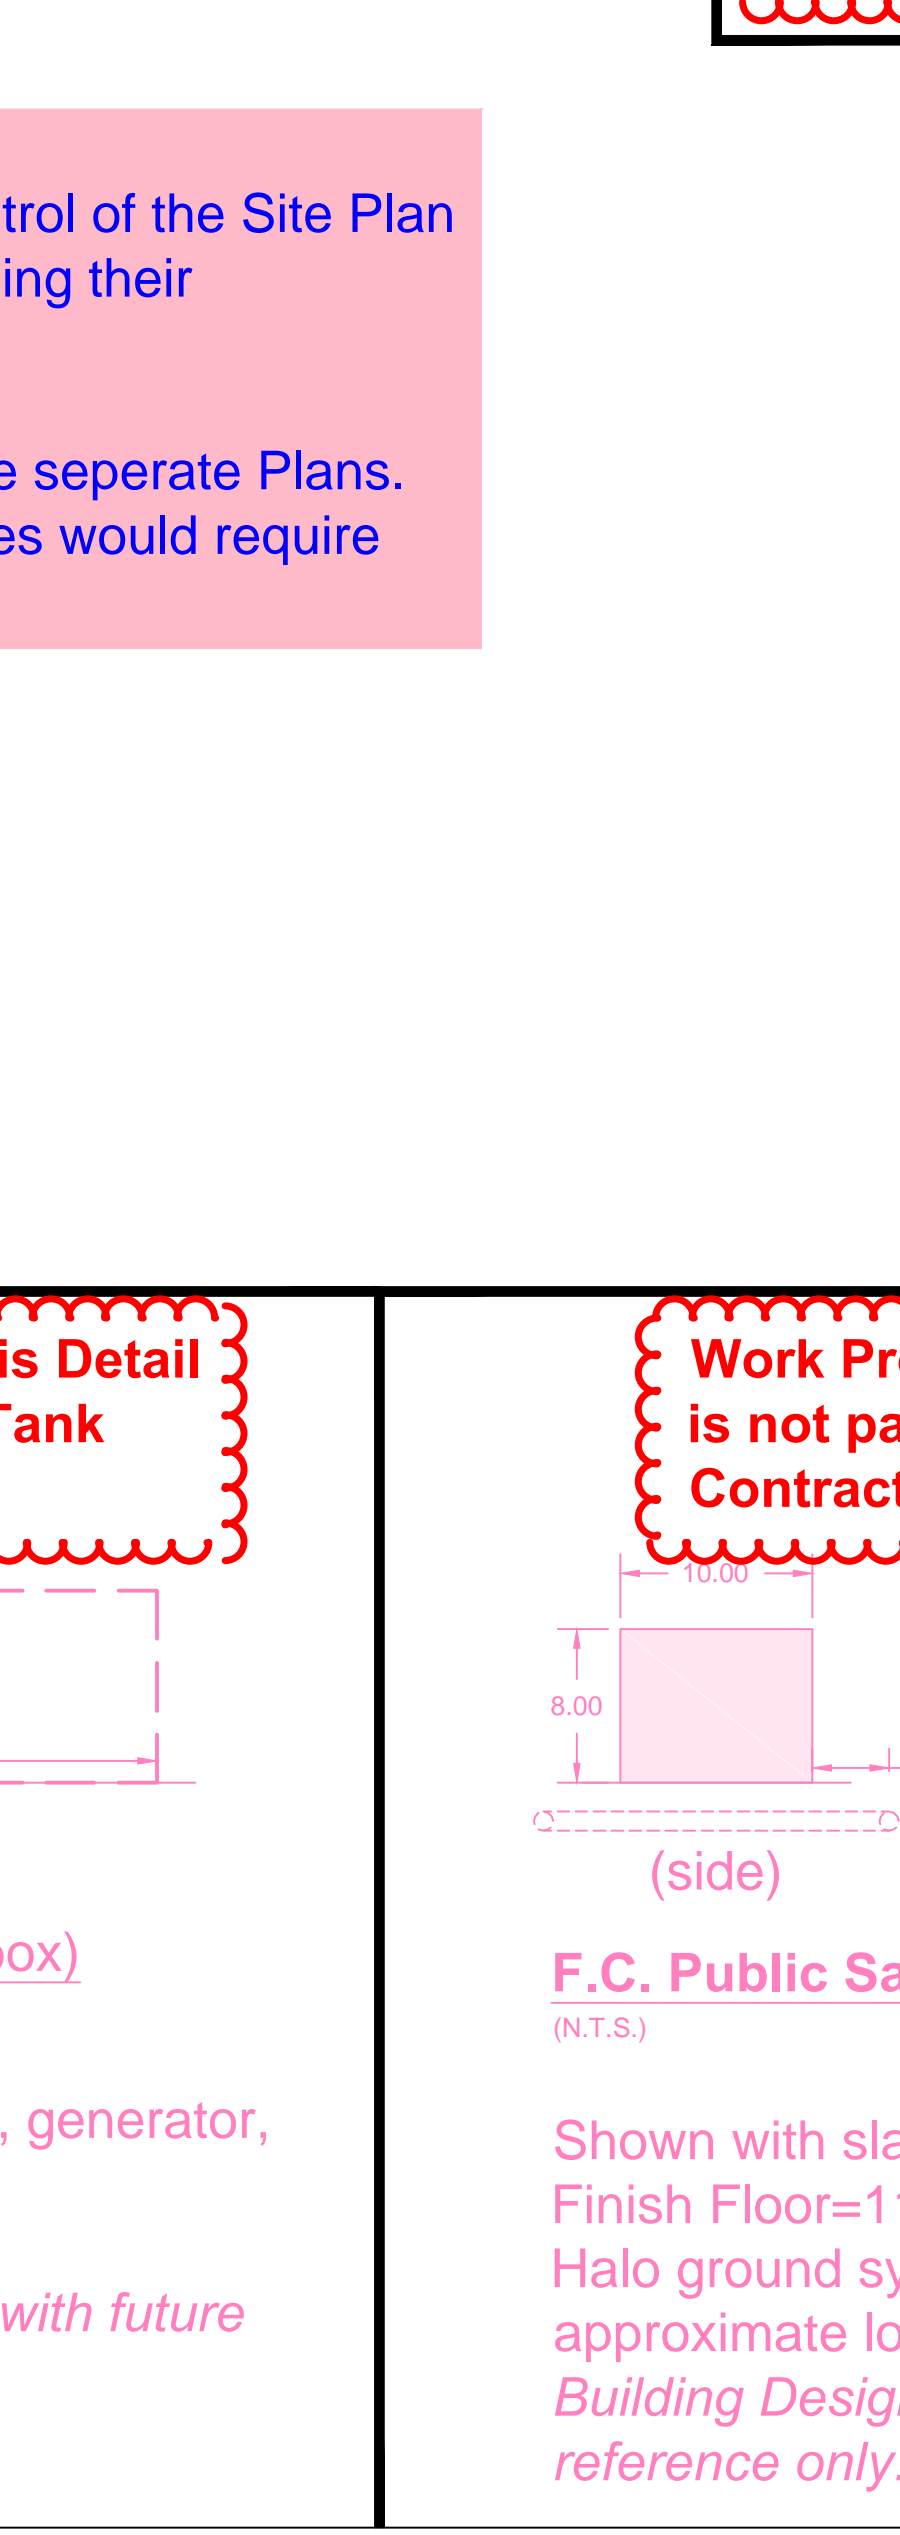 trol of the Site Plan
ing their
e seperate Plans.
es would require
is Detail
Tank
ox)
, generator,
with future
Work Pr
is not pa
Contract
10.00
8.00
(side)
F.C. Public Sa
(N.T.S.)
Shown with sla
Finish Floor=11
Halo ground sy
approximate lo
Building Desig
reference only.